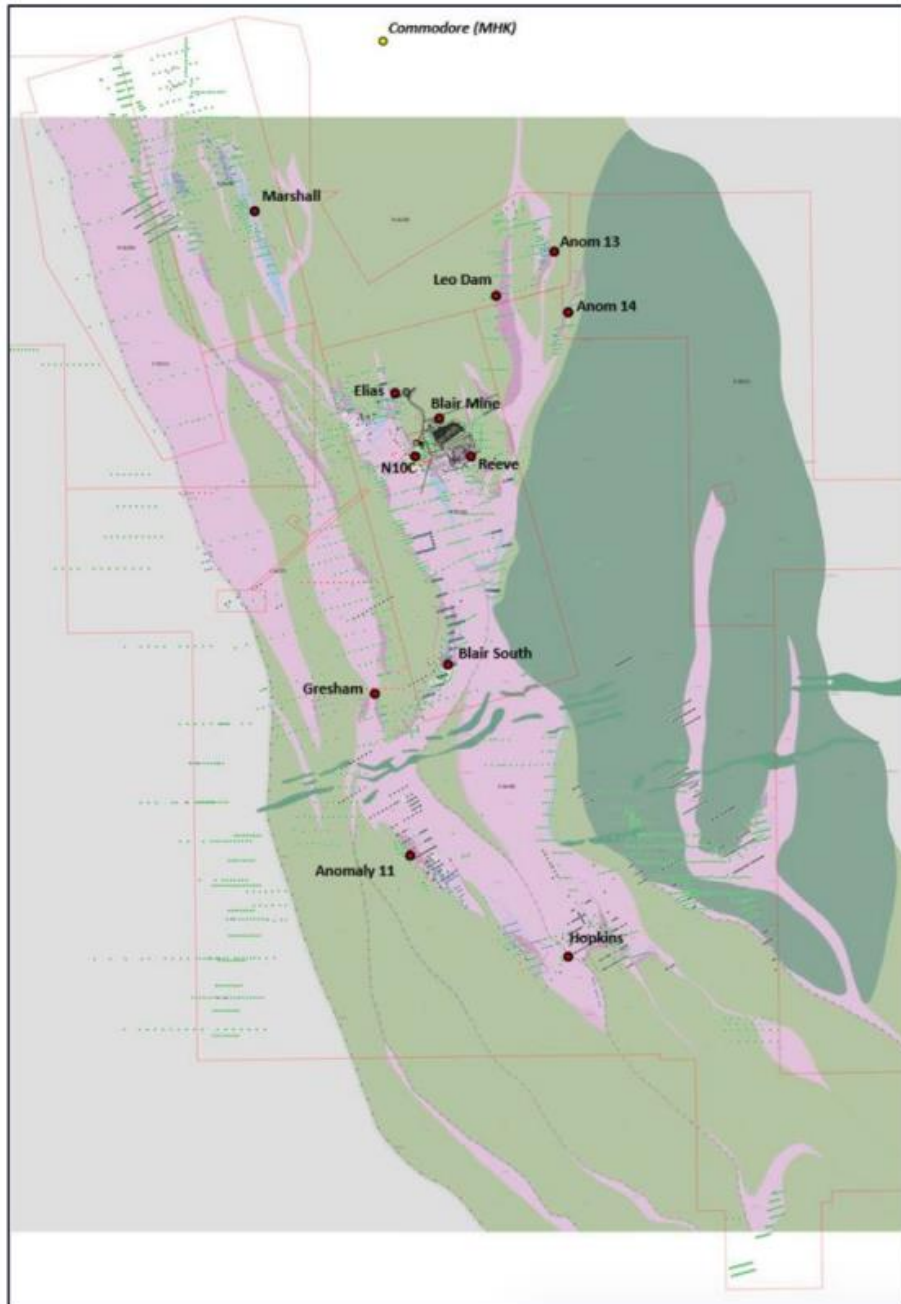 Commodore (MHK)
Marshall
Anom 13
Leo Dam
Anom 14
Elias
Blair Mine
N10C
Reeve
Blair South
Gresham
Anomaly 11
Hopkins